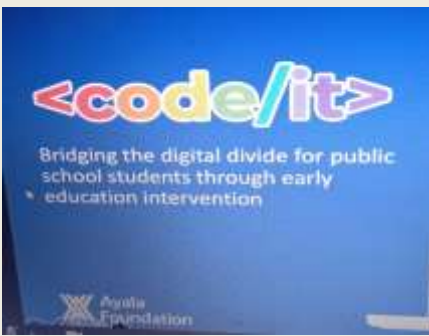 <code/it>
Bridging the digital divide for public
school students through early
education intervention
Ayala
Foundation